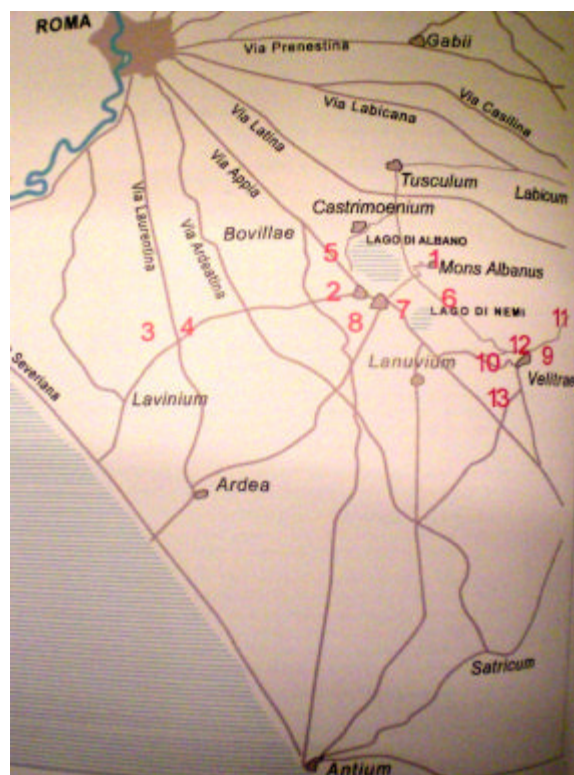 ROMA
Via Prenestina
Gabii
Via Casilina
Via Labicana
Via Latina
Via Appia
Tusculum
Labicum
Via Laurentina
Via Ardeatina
Castrimoenium
Bovillae
LAGO DI ALBANO
5
1
Mons Albanus
2
6
7
LAGO DI NEMI
3
4
8
11
12
9
10
Lanuvium
Velitrae
Severiana
Lavinium
13
Ardea
Satricum
Antium